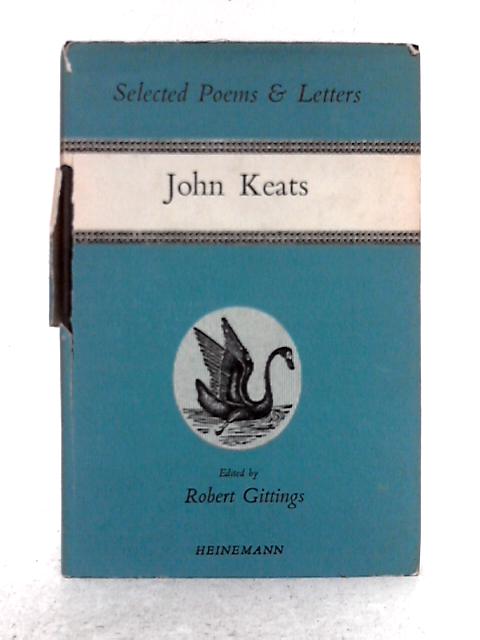 Selected Poems & Letters
John Keats
Edited by
Robert Gittings
HEINEMANN